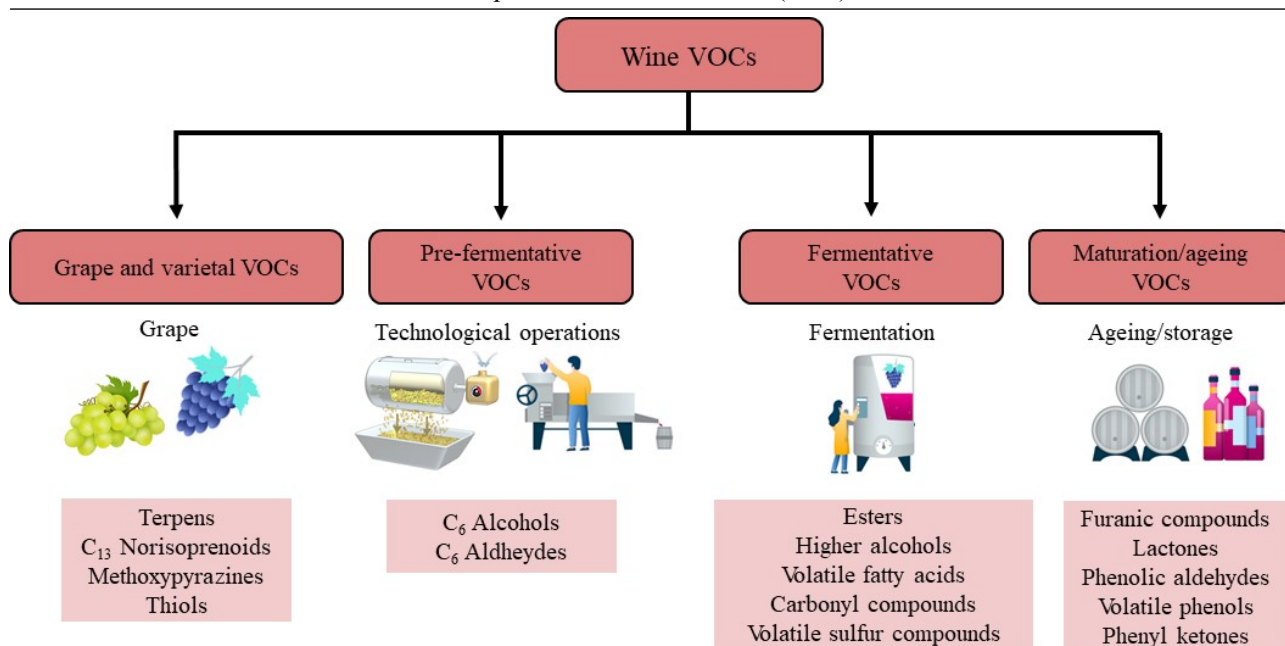 Wine VOCs
Grape and varietal VOCs
Pre-fermentative
VOCs
Fermentative
VOCs
Maturation/ageing
VOCs
Grape
Technological operations
Fermentation
Ageing/storage
Terpens
C₁₃ Norisoprenoids
Methoxypyrazines
Thiols
C₆ Alcohols
C₆ Aldheydes
Esters
Higher alcohols
Volatile fatty acids
Carbonyl compounds
Volatile sulfur compounds
Furanic compounds
Lactones
Phenolic aldehydes
Volatile phenols
Phenyl ketones